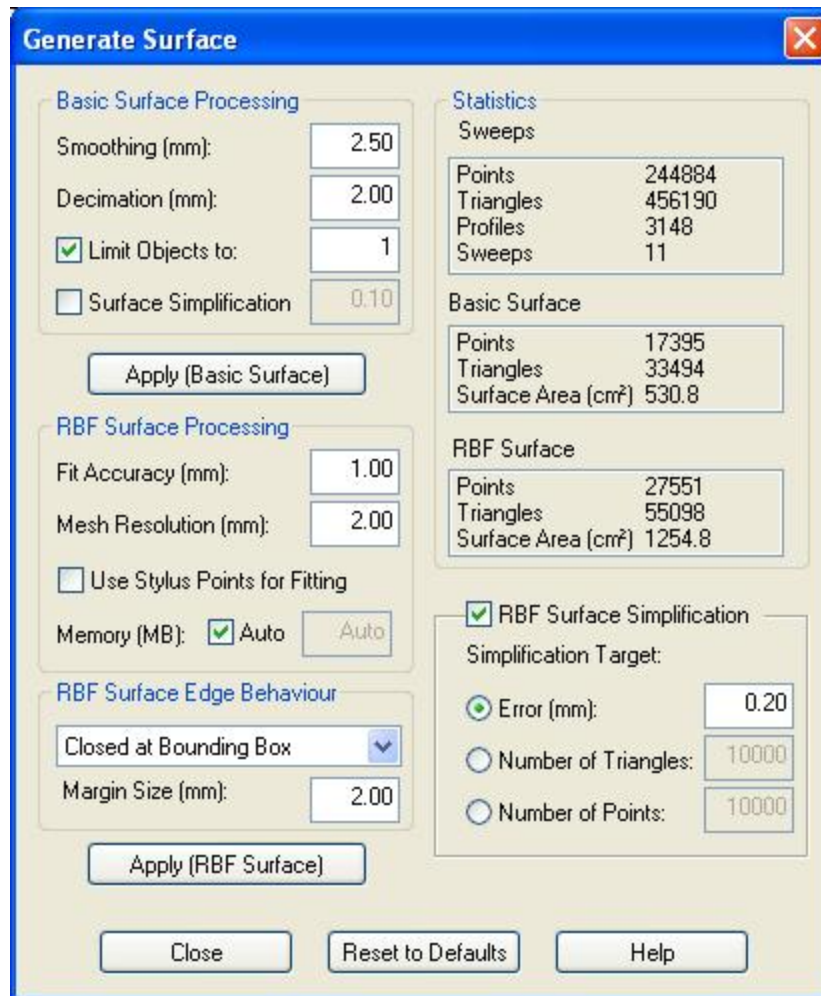 Generate Surface
Basic Surface Processing
Smoothing (mm): 2.50
Decimation (mm): 2.00
Limit Objects to: 1
Surface Simplification 0.10
Apply (Basic Surface)
RBF Surface Processing
Fit Accuracy (mm): 1.00
Mesh Resolution (mm): 2.00
Use Stylus Points for Fitting
Memory (MB): Auto Auto
RBF Surface Edge Behaviour
Closed at Bounding Box
Margin Size (mm): 2.00
Apply (RBF Surface)
Statistics
Sweeps
Points 244884
Triangles 456190
Profiles 3148
Sweeps 11
Basic Surface
Points 17395
Triangles 33494
Surface Area (cm²) 530.8
RBF Surface
Points 27551
Triangles 55098
Surface Area (cm²) 1254.8
RBF Surface Simplification
Simplification Target:
Error (mm): 0.20
Number of Triangles: 10000
Number of Points: 10000
Close Reset to Defaults Help